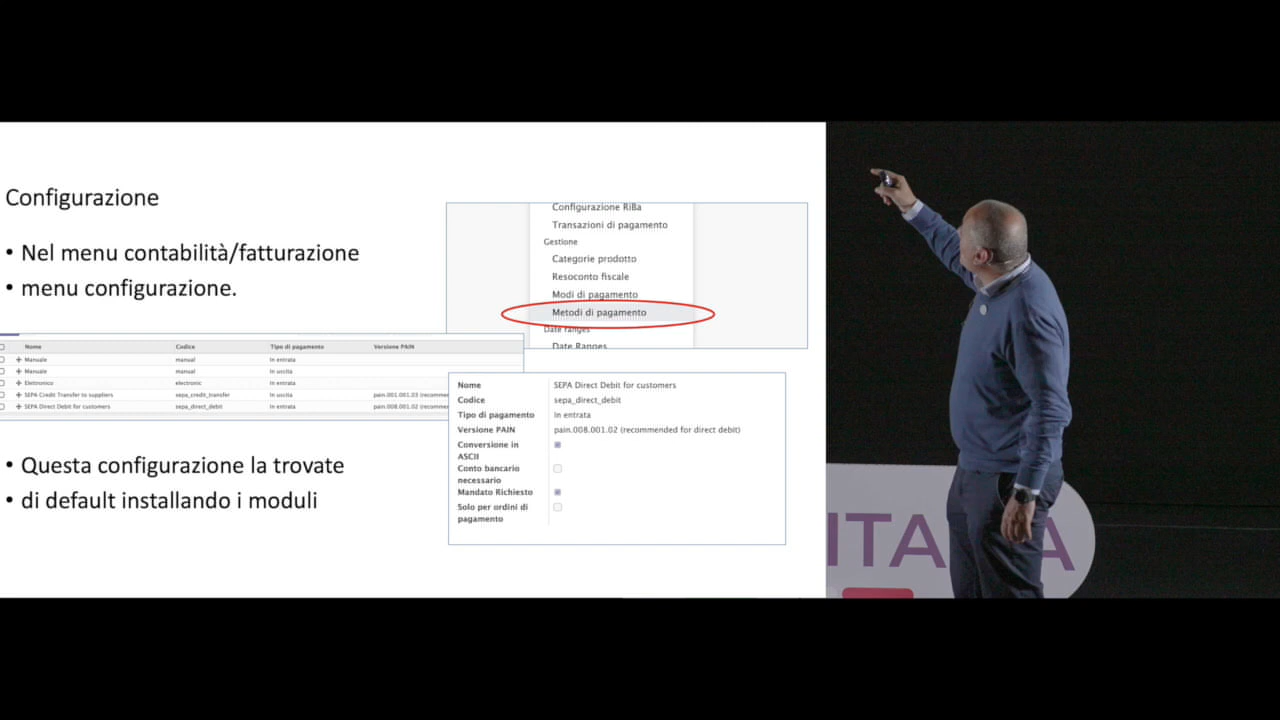 Configurazione
• Nel menu contabilità/fatturazione
• menu configurazione.
Configurazione RiBa
Transazioni di pagamento
Gestione
Categorie prodotto
Resoconto fiscale
Modi di pagamento
Metodi di pagamento
Date ranges
Date Ranges
Nome Codice Tipo di pagamento Versione PAIN
Manuale manual In entrata
Manuale manual In uscita
Elettronico electronic In entrata
SEPA Credit Transfer to suppliers sepa_credit_transfer In uscita pain.001.001.03 (recomme
SEPA Direct Debit for customers sepa_direct_debit In entrata pain.008.001.02 (recomme
Nome SEPA Direct Debit for customers
Codice sepa_direct_debit
Tipo di pagamento In entrata
Versione PAIN pain.008.001.02 (recommended for direct debit)
Conversione in
ASCII
Conto bancario
necessario
Mandato Richiesto
Solo per ordini di
pagamento
• Questa configurazione la trovate
• di default installando i moduli
ITA A